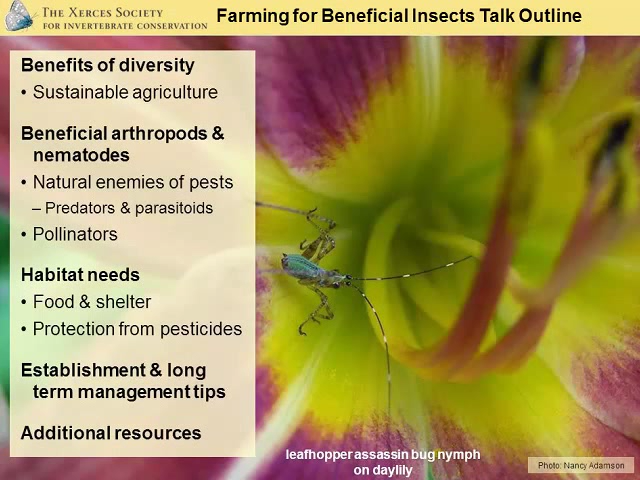 THE XERCES SOCIETY
FOR INVERTEBRATE CONSERVATION
Farming for Beneficial Insects Talk Outline
Benefits of diversity
• Sustainable agriculture
Beneficial arthropods &
nematodes
• Natural enemies of pests
– Predators & parasitoids
• Pollinators
Habitat needs
• Food & shelter
• Protection from pesticides
Establishment & long
term management tips
Additional resources
leafhopper assassin bug nymph
on daylily
Photo: Nancy Adamson